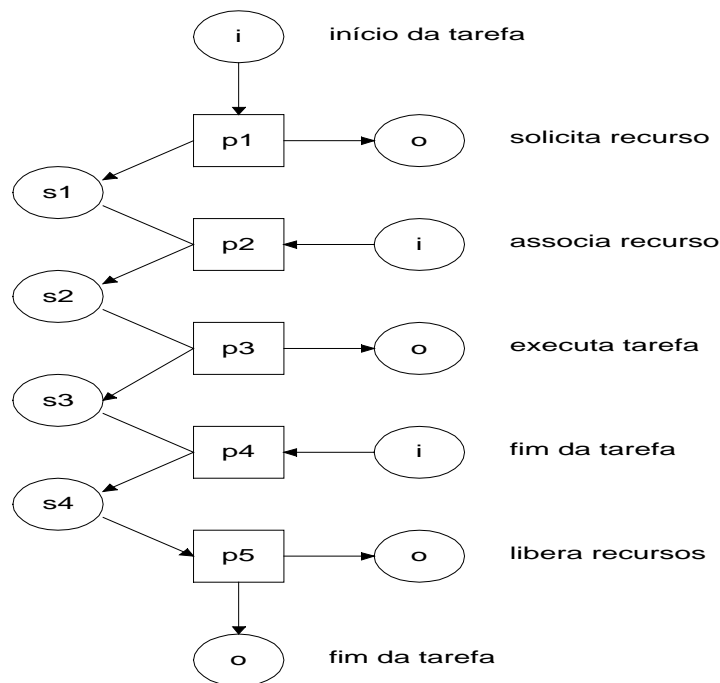 i início da tarefa
p1 o solicita recurso
s1
p2 i associa recurso
s2
p3 o executa tarefa
s3
p4 i fim da tarefa
s4
p5 o libera recursos
o fim da tarefa